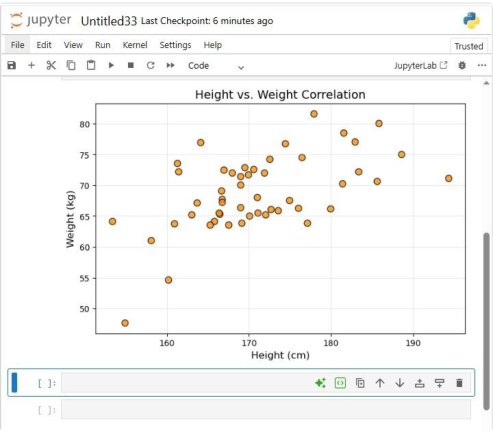 jupyter Untitled33 Last Checkpoint: 6 minutes ago
File Edit View Run Kernel Settings Help Trusted
Code JupyterLab
Height vs. Weight Correlation
80
75
70
65
60
55
50
Weight (kg)
160 170 180 190
Height (cm)
[ ]:
[ ]: